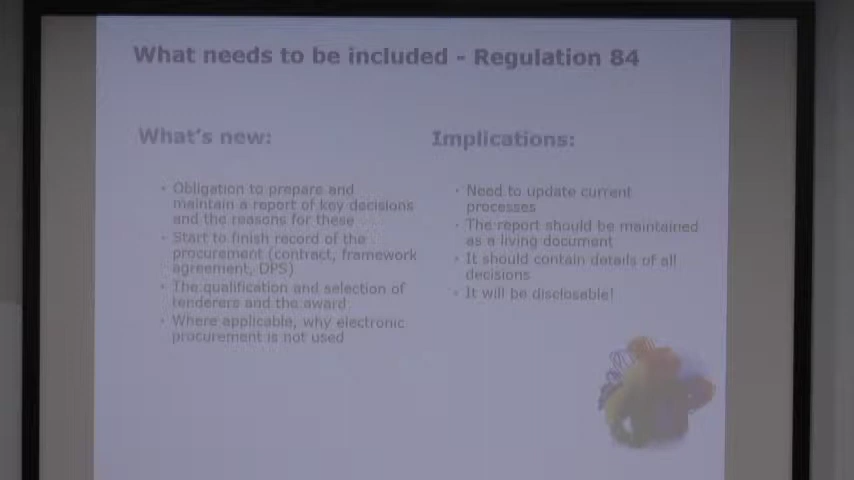 What needs to be included - Regulation 84
What's new:
• Obligation to prepare and
maintain a report of key decisions
and the reasons for these
• Start to finish record of the
procurement (contract, framework
agreement, DPS)
• The qualification and selection of
tenderers and the award
• Where applicable, why electronic
procurement is not used
Implications:
• Need to update current
processes
• The report should be maintained
as a living document
• It should contain details of all
decisions
• It will be disclosable!